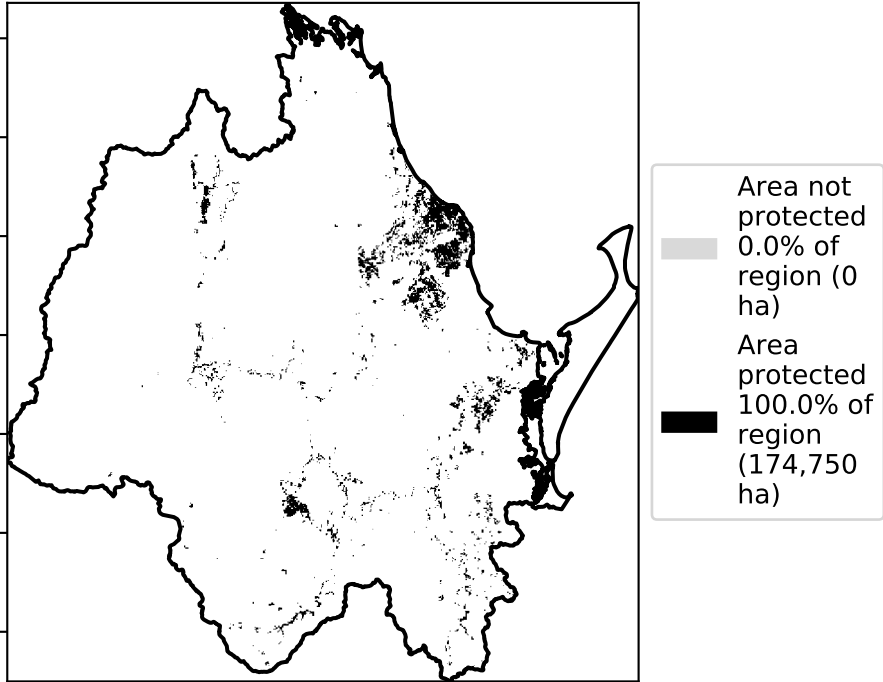 Area not
protected
0.0% of
region (0
ha)
Area
protected
100.0% of
region
(174,750
ha)